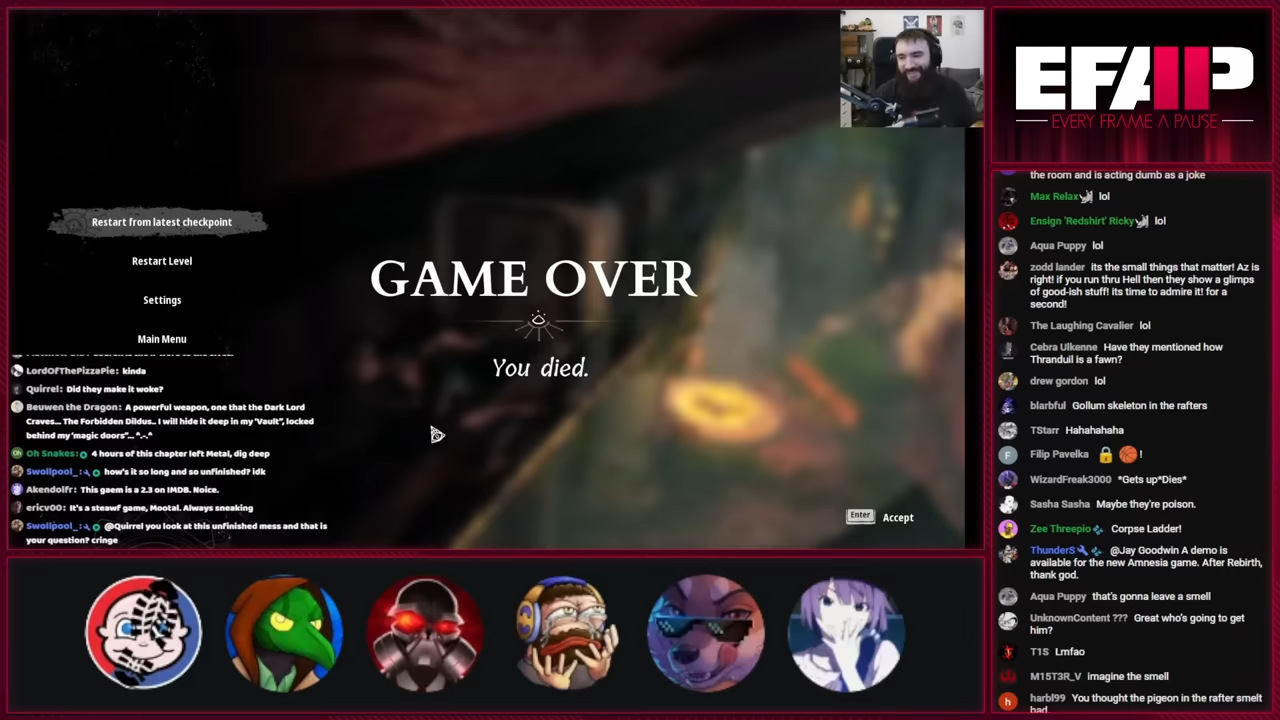 Restart from latest checkpoint
Restart Level
Settings
Main Menu
GAME OVER
You died.
Enter Accept
LordOfThePizzaPie: kinda
Quirrel: Did they make it woke?
Beuwen the Dragon: A powerful weapon, one that the Dark Lord
Craves... The Forbidden Dildus.. I will hide it deep in my "Vault", locked
behind my 'magic doors"... ^-.-^
Oh Snakes: 4 hours of this chapter left Metal, dig deep
Swollpool_: how's it so long and so unfinished? idk
Akendolfr: This gaem is a 2.3 on IMDB. Noice.
ericv00: It's a steawf game, Mootal. Always sneaking
Swollpool_: @Quirrel you look at this unfinished mess and that is
your question? cringe
EFAP
EVERY FRAME A PAUSE
the room and is acting dumb as a joke
Max Relax lol
Ensign 'Redshirt' Ricky lol
Aqua Puppy lol
zodd lander its the small things that matter! Az is
right! if you run thru Hell then they show a glimps
of good-ish stuff! its time to admire it! for a
second!
The Laughing Cavalier lol
Cebra Ulkenne Have they mentioned how
Thranduil is a fawn?
drew gordon lol
blarbful Gollum skeleton in the rafters
TStarr Hahahahaha
Filip Pavelka 🔒 🏀 !
WizardFreak3000 *Gets up*Dies*
Sasha Sasha Maybe they're poison.
Zee Threepio Corpse Ladder!
ThunderS @Jay Goodwin A demo is
available for the new Amnesia game. After Rebirth,
thank god.
Aqua Puppy that's gonna leave a smell
UnknownContent ??? Great who's going to get
him?
T1S Lmfao
M15T3R_V imagine the smell
harbl99 You thought the pigeon in the rafter smelt
bad